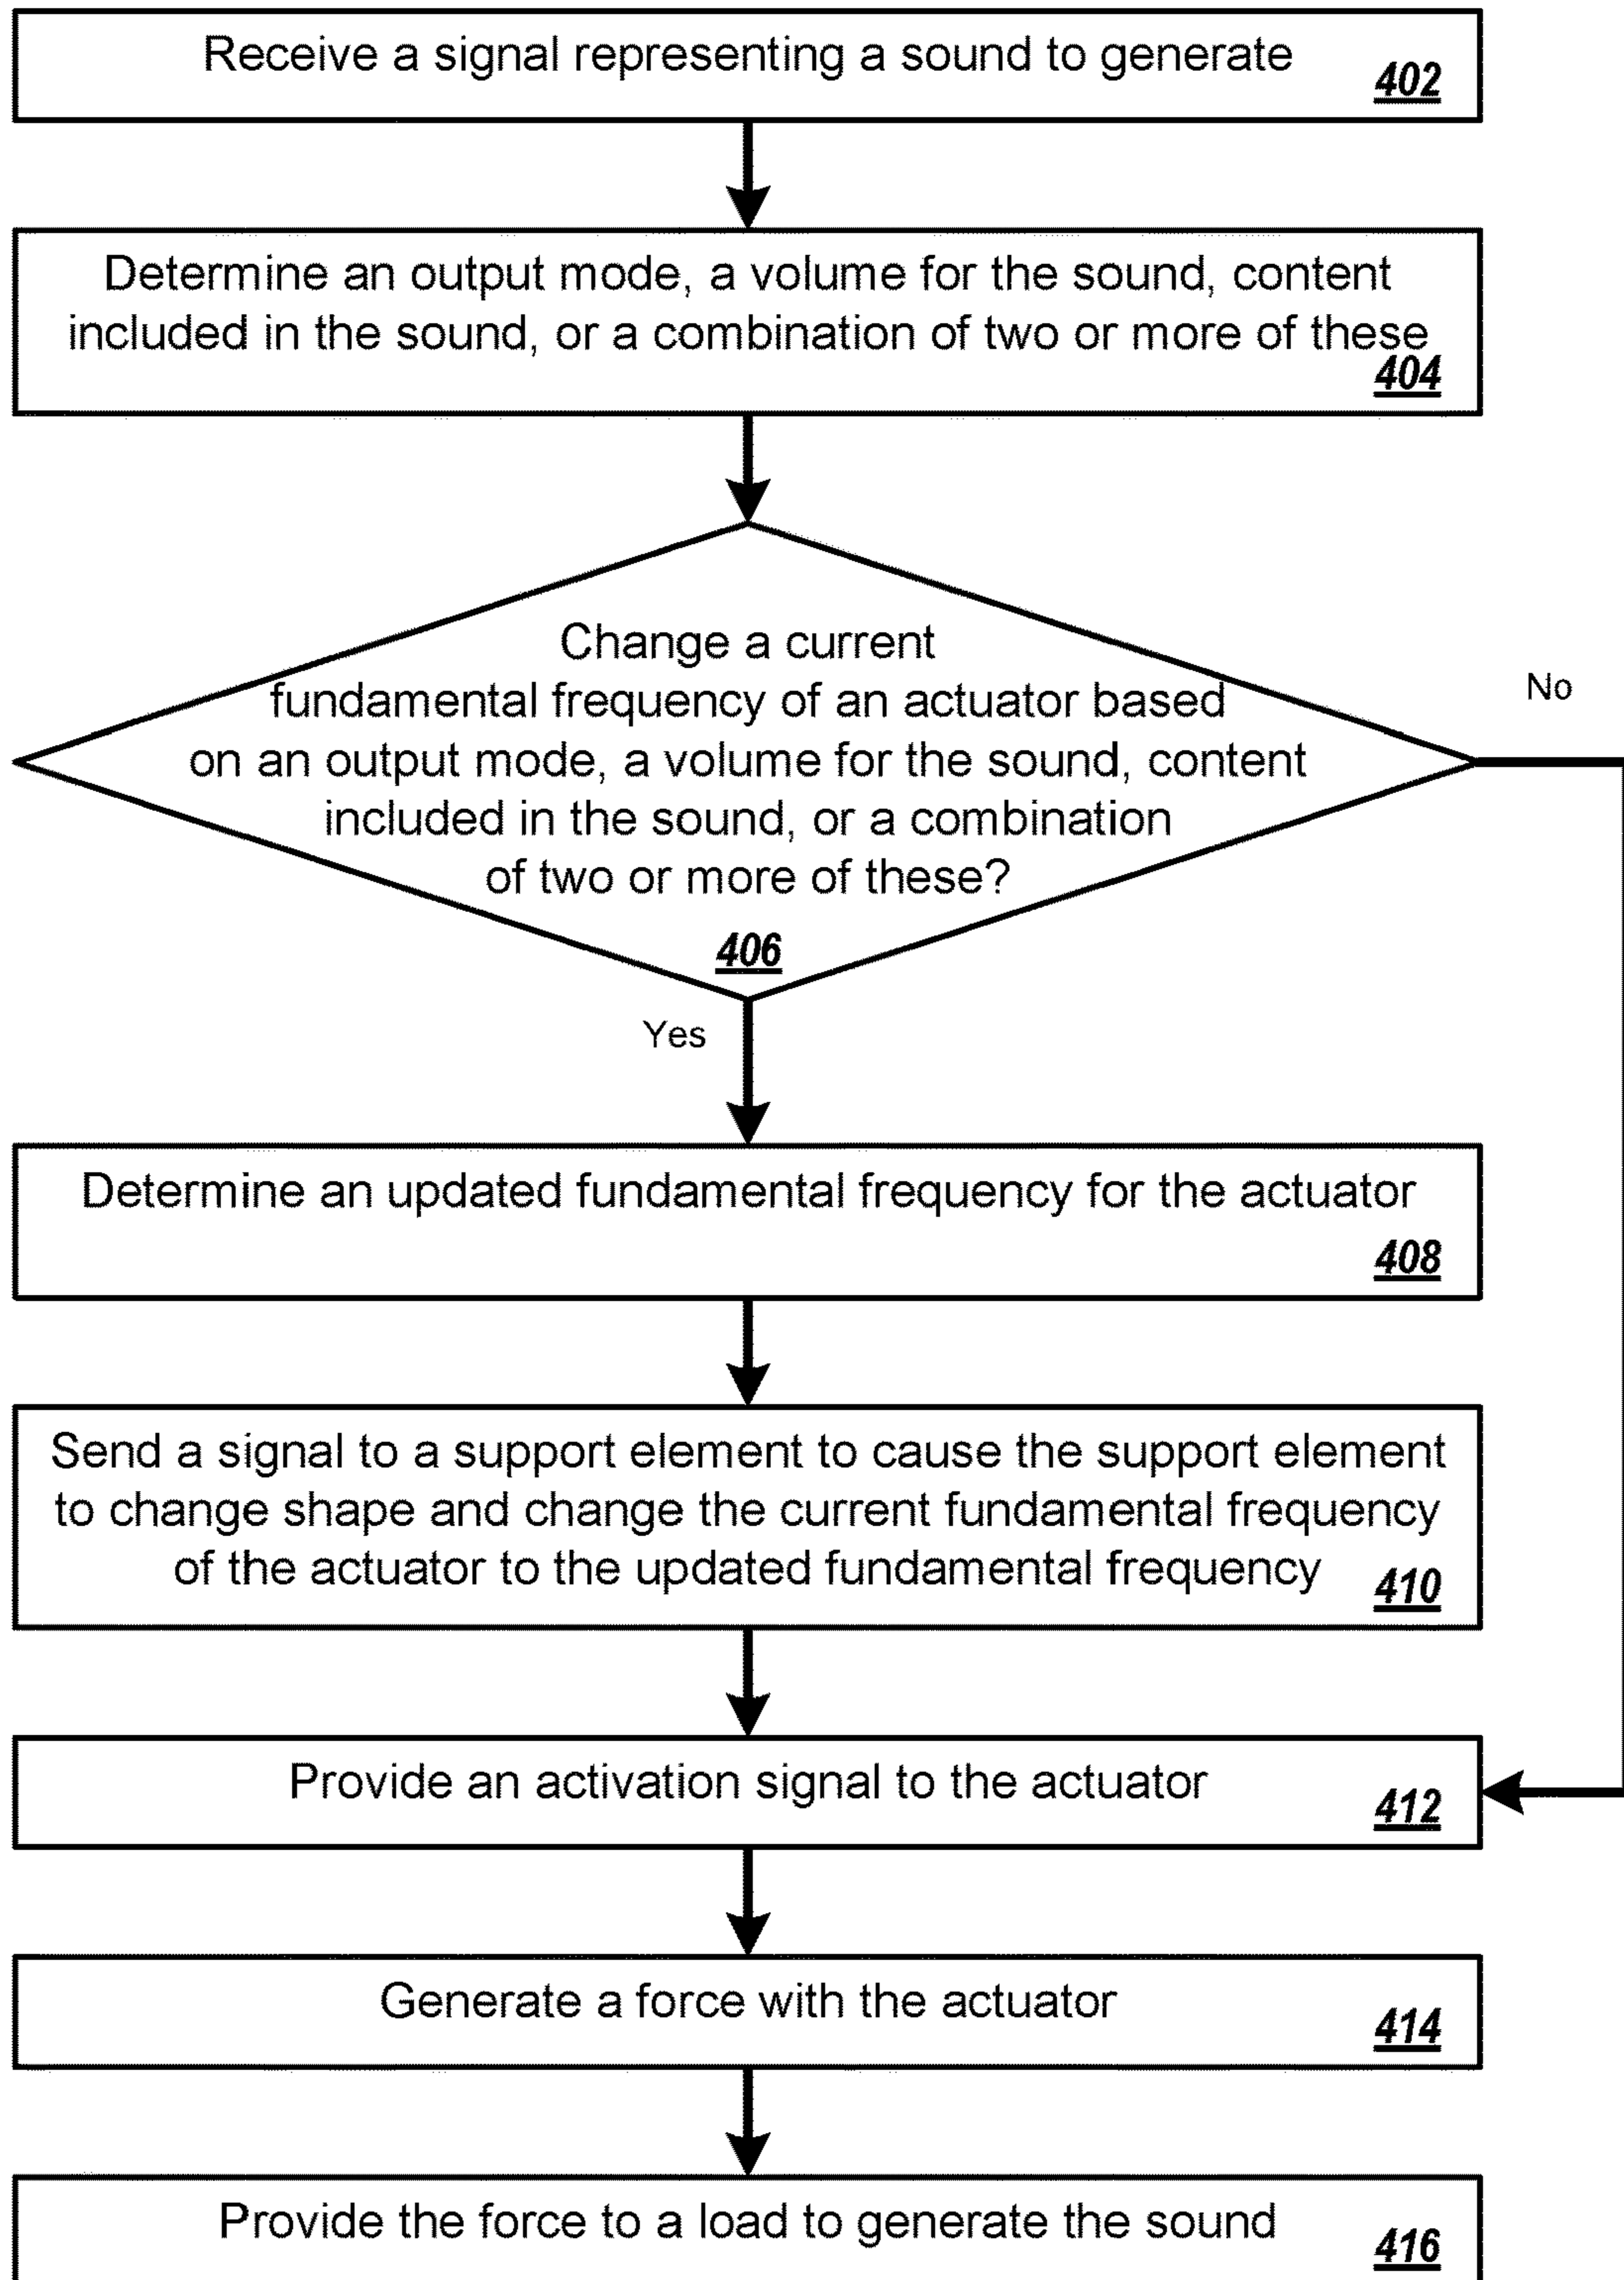 Receive a signal representing a sound to generate
402
Determine an output mode, a volume for the sound, content
included in the sound, or a combination of two or more of these
404
Change a current
fundamental frequency of an actuator based
on an output mode, a volume for the sound, content
included in the sound, or a combination
of two or more of these?
406
No
Yes
Determine an updated fundamental frequency for the actuator
408
Send a signal to a support element to cause the support element
to change shape and change the current fundamental frequency
of the actuator to the updated fundamental frequency
410
Provide an activation signal to the actuator
412
Generate a force with the actuator
414
Provide the force to a load to generate the sound
416